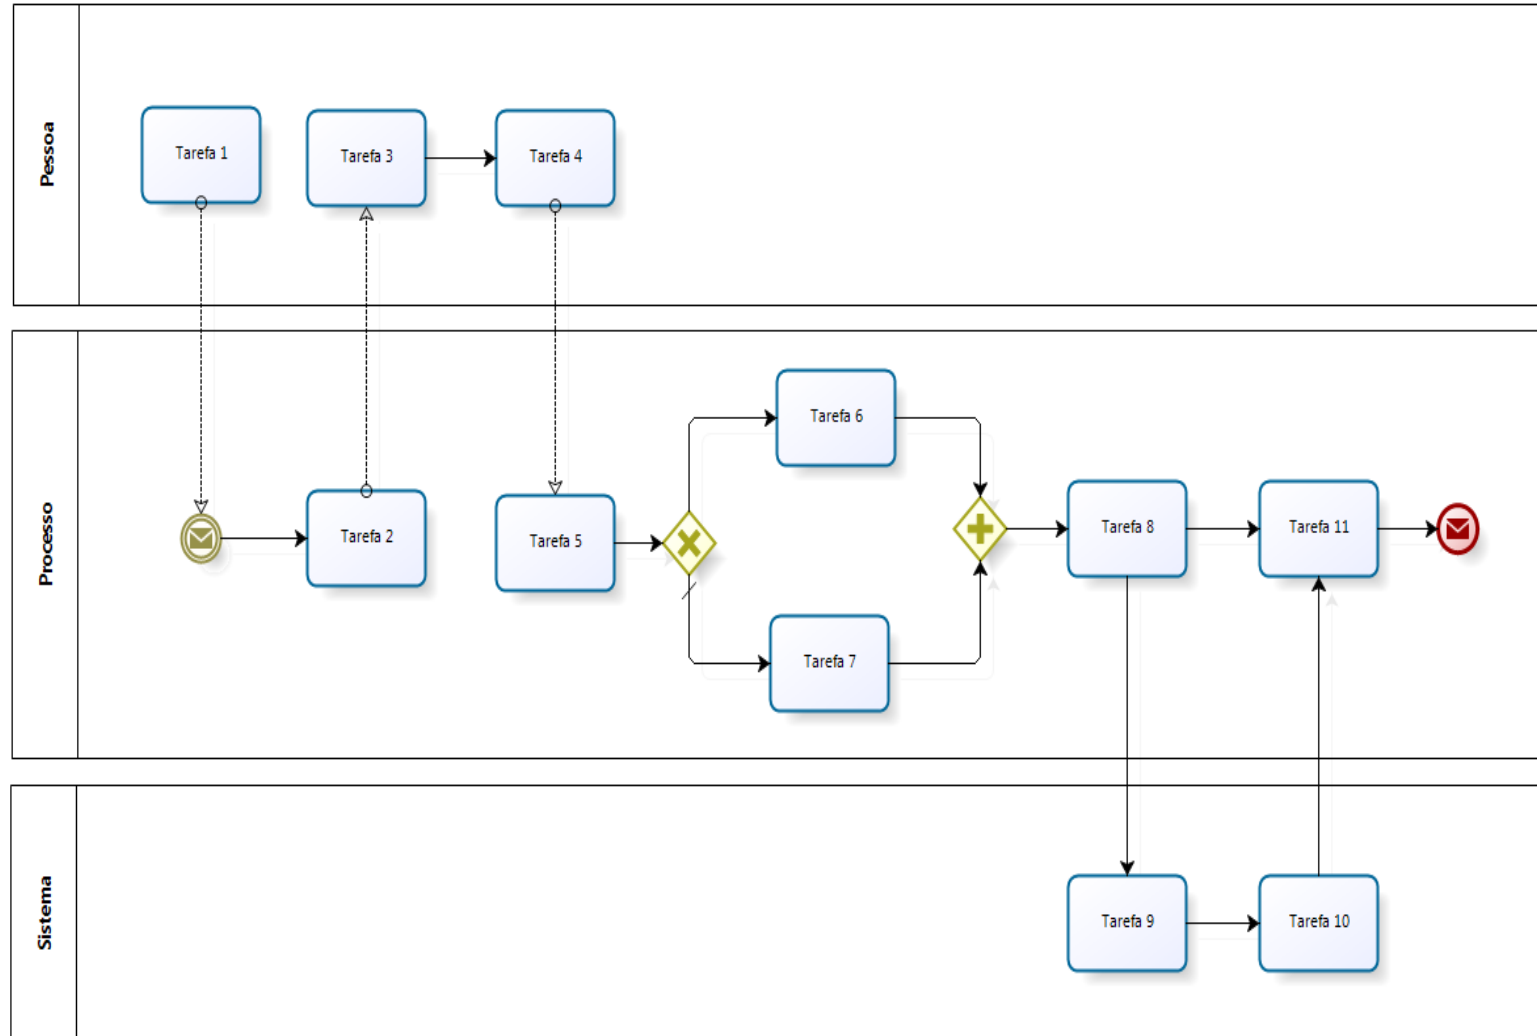 Pessoa
Tarefa 1
Tarefa 3
Tarefa 4
Processo
Tarefa 2
Tarefa 5
Tarefa 6
Tarefa 7
Tarefa 8
Tarefa 11
Sistema
Tarefa 9
Tarefa 10